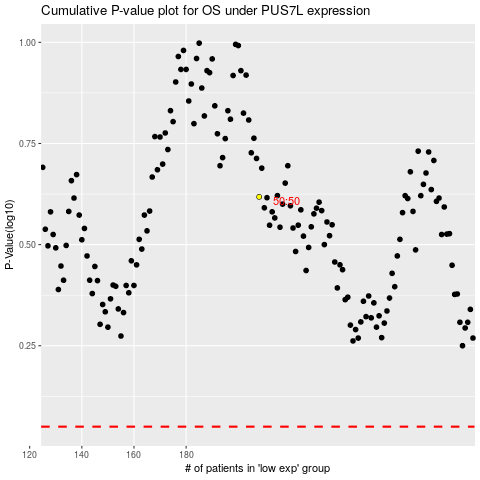 Cumulative P-value plot for OS under PUS7L expression
1.00
0.75
0.50
0.25
P-Value(log10)
50:50
120 140 160 180
# of patients in 'low exp' group